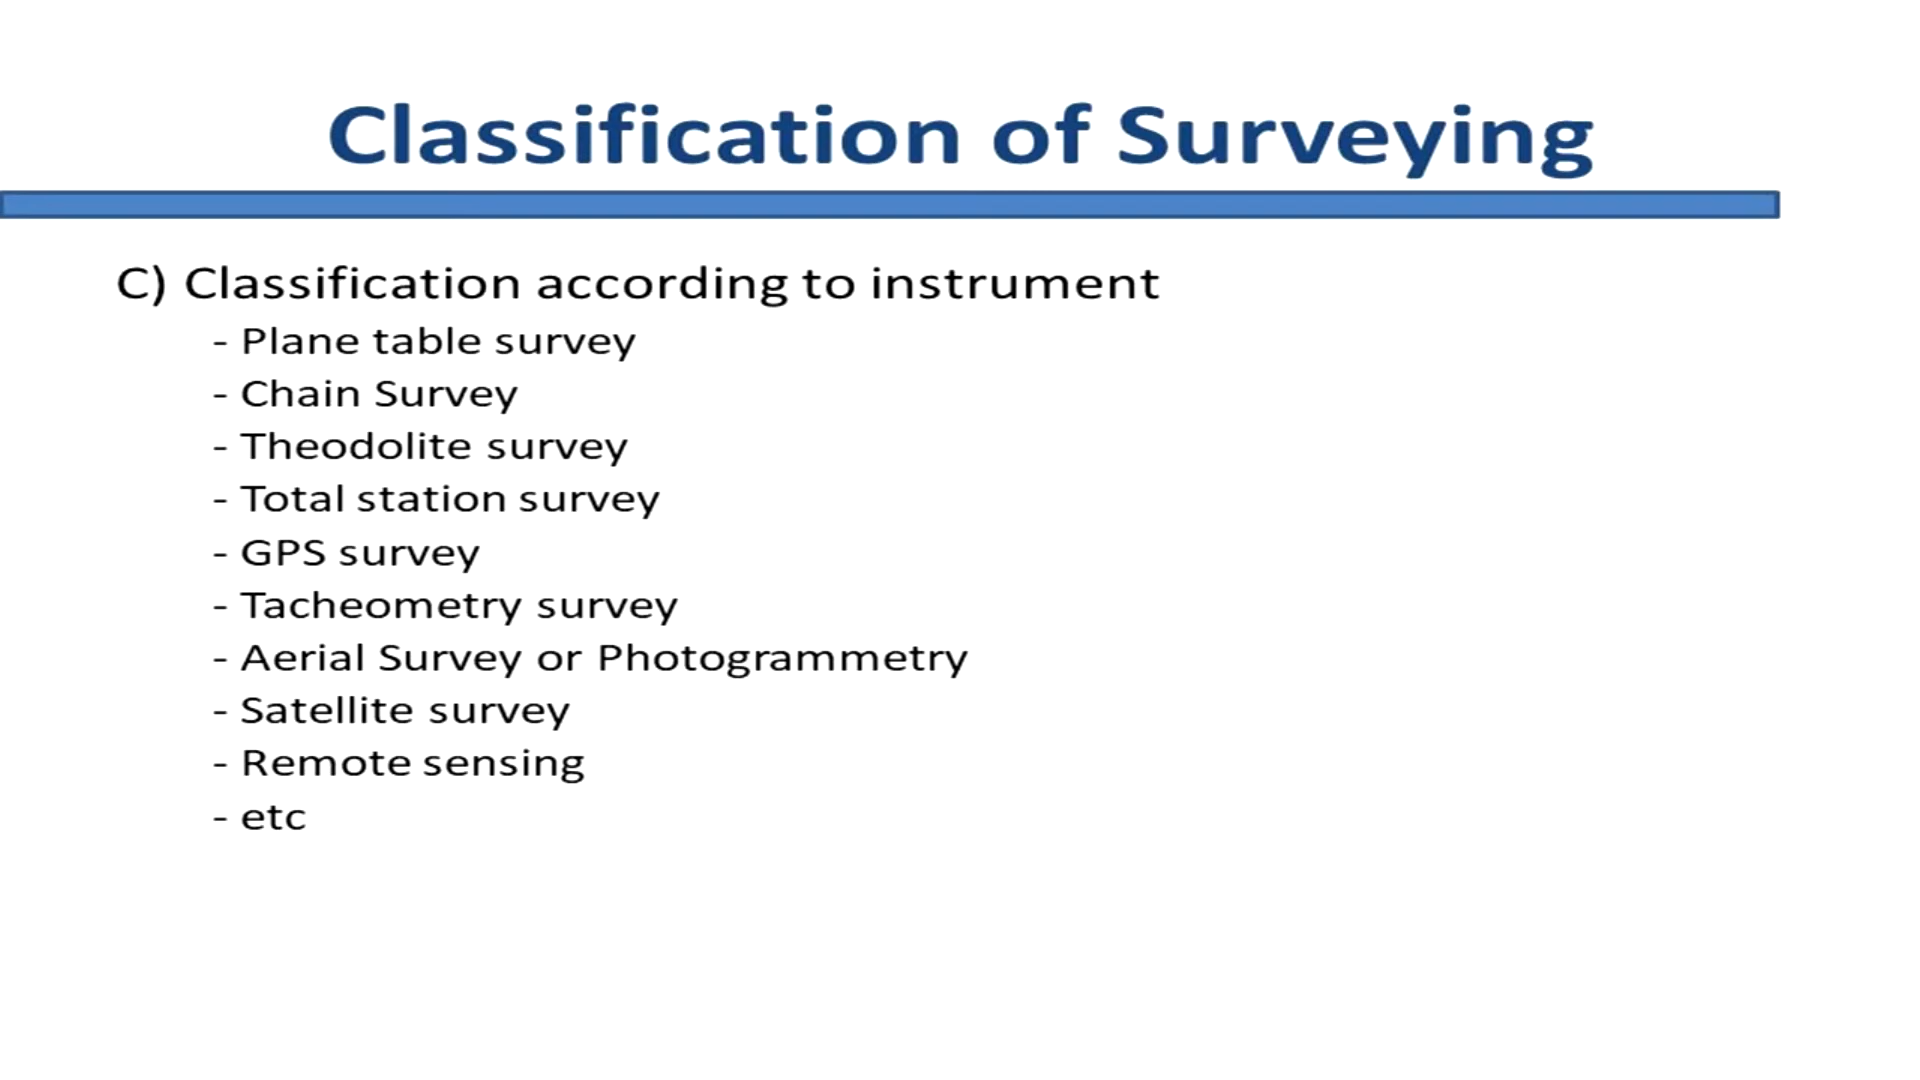 Classification of Surveying
C) Classification according to instrument
- Plane table survey
- Chain Survey
- Theodolite survey
- Total station survey
- GPS survey
- Tacheometry survey
- Aerial Survey or Photogrammetry
- Satellite survey
- Remote sensing
- etc